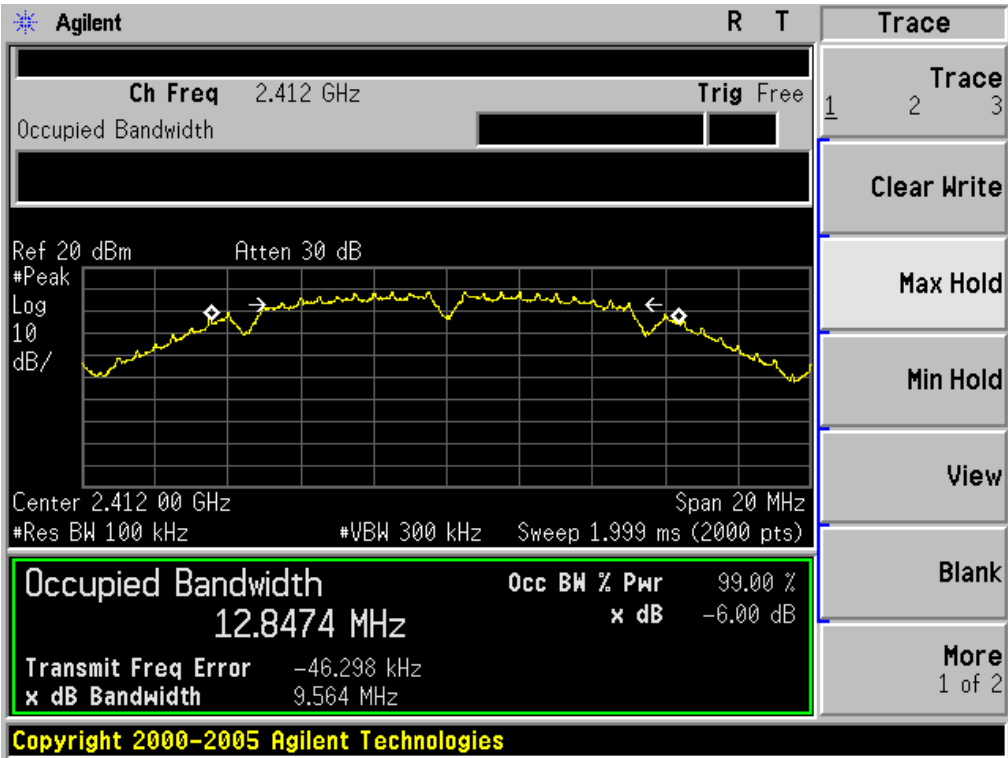 Agilent R T Trace
Ch Freq 2.412 GHz Trig Free
Occupied Bandwidth
Trace
1 2 3
Clear Write
Max Hold
Min Hold
View
Blank
More
1 of 2
Ref 20 dBm Atten 30 dB
#Peak
Log
10
dB/
Center 2.412 00 GHz Span 20 MHz
#Res BW 100 kHz #VBW 300 kHz Sweep 1.999 ms (2000 pts)
Occupied Bandwidth Occ BW % Pwr 99.00 %
12.8474 MHz x dB -6.00 dB
Transmit Freq Error -46.298 kHz
x dB Bandwidth 9.564 MHz
Copyright 2000-2005 Agilent Technologies